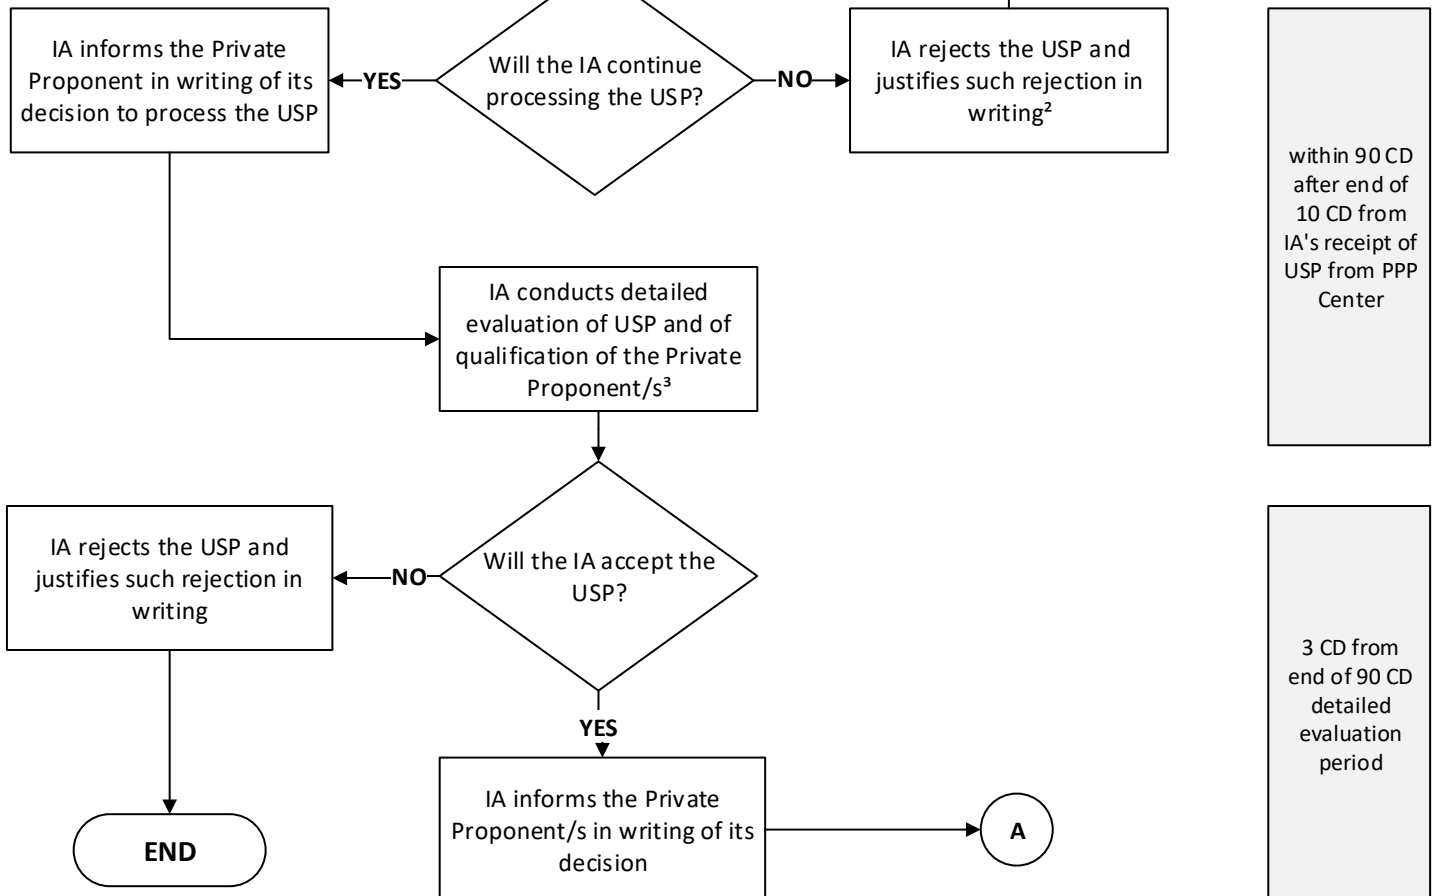 IA informs the Private
Proponent in writing of its
decision to process the USP
YES
Will the IA continue
processing the USP?
NO
IA rejects the USP and
justifies such rejection in
writing²
within 90 CD
after end of
10 CD from
IA's receipt of
USP from PPP
Center
IA conducts detailed
evaluation of USP and of
qualification of the Private
Proponent/s³
IA rejects the USP and
justifies such rejection in
writing
NO
Will the IA accept the
USP?
3 CD from
end of 90 CD
detailed
evaluation
period
YES
END
IA informs the Private
Proponent/s in writing of its
decision
A